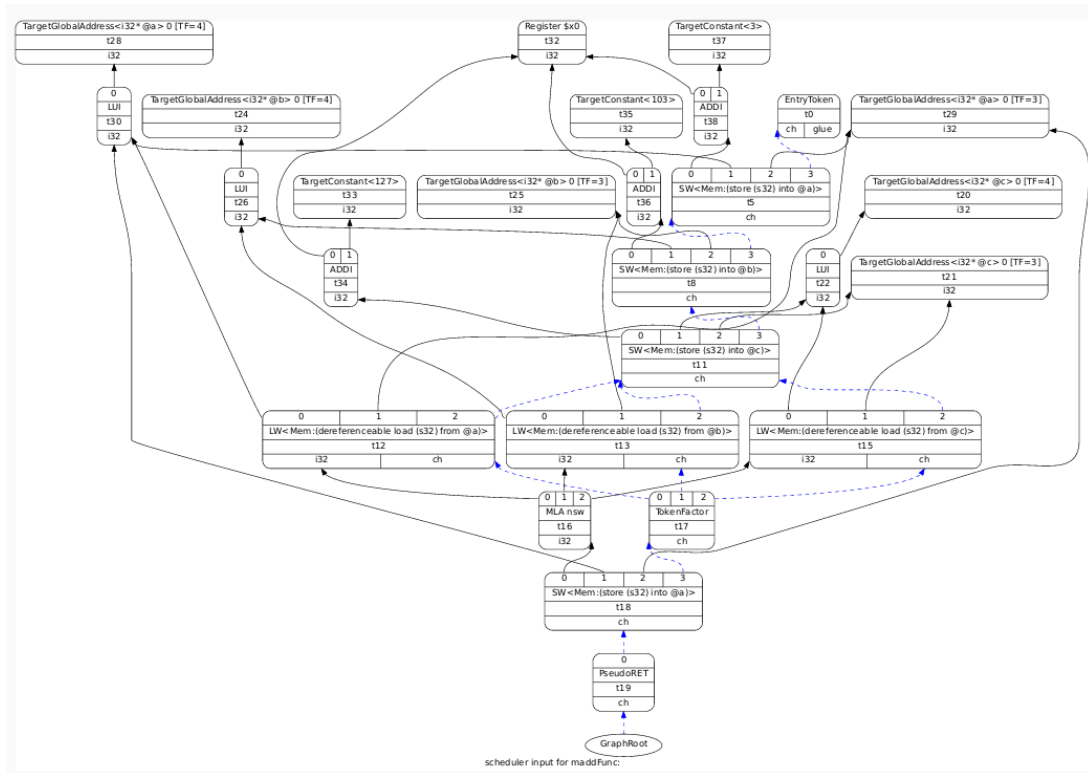 TargetGlobalAddress<i32* @a> 0 [TF=4]
t28
i32
Register $x0
t32
i32
TargetConstant<3>
t37
i32
0
LUI
t30
i32
TargetGlobalAddress<i32* @b> 0 [TF=4]
t24
i32
TargetConstant<103>
t35
i32
0 1
ADDI
t38
i32
EntryToken
t0
ch glue
TargetGlobalAddress<i32* @a> 0 [TF=3]
t29
i32
0
LUI
t26
i32
TargetConstant<127>
t33
i32
TargetGlobalAddress<i32* @b> 0 [TF=3]
t25
i32
0 1
ADDI
t36
i32
0 1 2 3
SW<Mem:(store (s32) into @a)>
t5
ch
TargetGlobalAddress<i32* @c> 0 [TF=4]
t20
i32
0 1
ADDI
t34
i32
0 1 2 3
SW<Mem:(store (s32) into @b)>
t8
ch
0
LUI
t22
i32
TargetGlobalAddress<i32* @c> 0 [TF=3]
t21
i32
0 1 2 3
SW<Mem:(store (s32) into @c)>
t11
ch
0 1 2
LW<Mem:(dereferenceable load (s32) from @a)>
t12
i32 ch
0 1 2
LW<Mem:(dereferenceable load (s32) from @b)>
t13
i32 ch
0 1 2
LW<Mem:(dereferenceable load (s32) from @c)>
t15
i32 ch
0 1 2
MLA nsw
t16
i32
0 1 2
TokenFactor
t17
ch
0 1 2 3
SW<Mem:(store (s32) into @a)>
t18
ch
0
PseudoRET
t19
ch
GraphRoot
scheduler input for maddFunc: